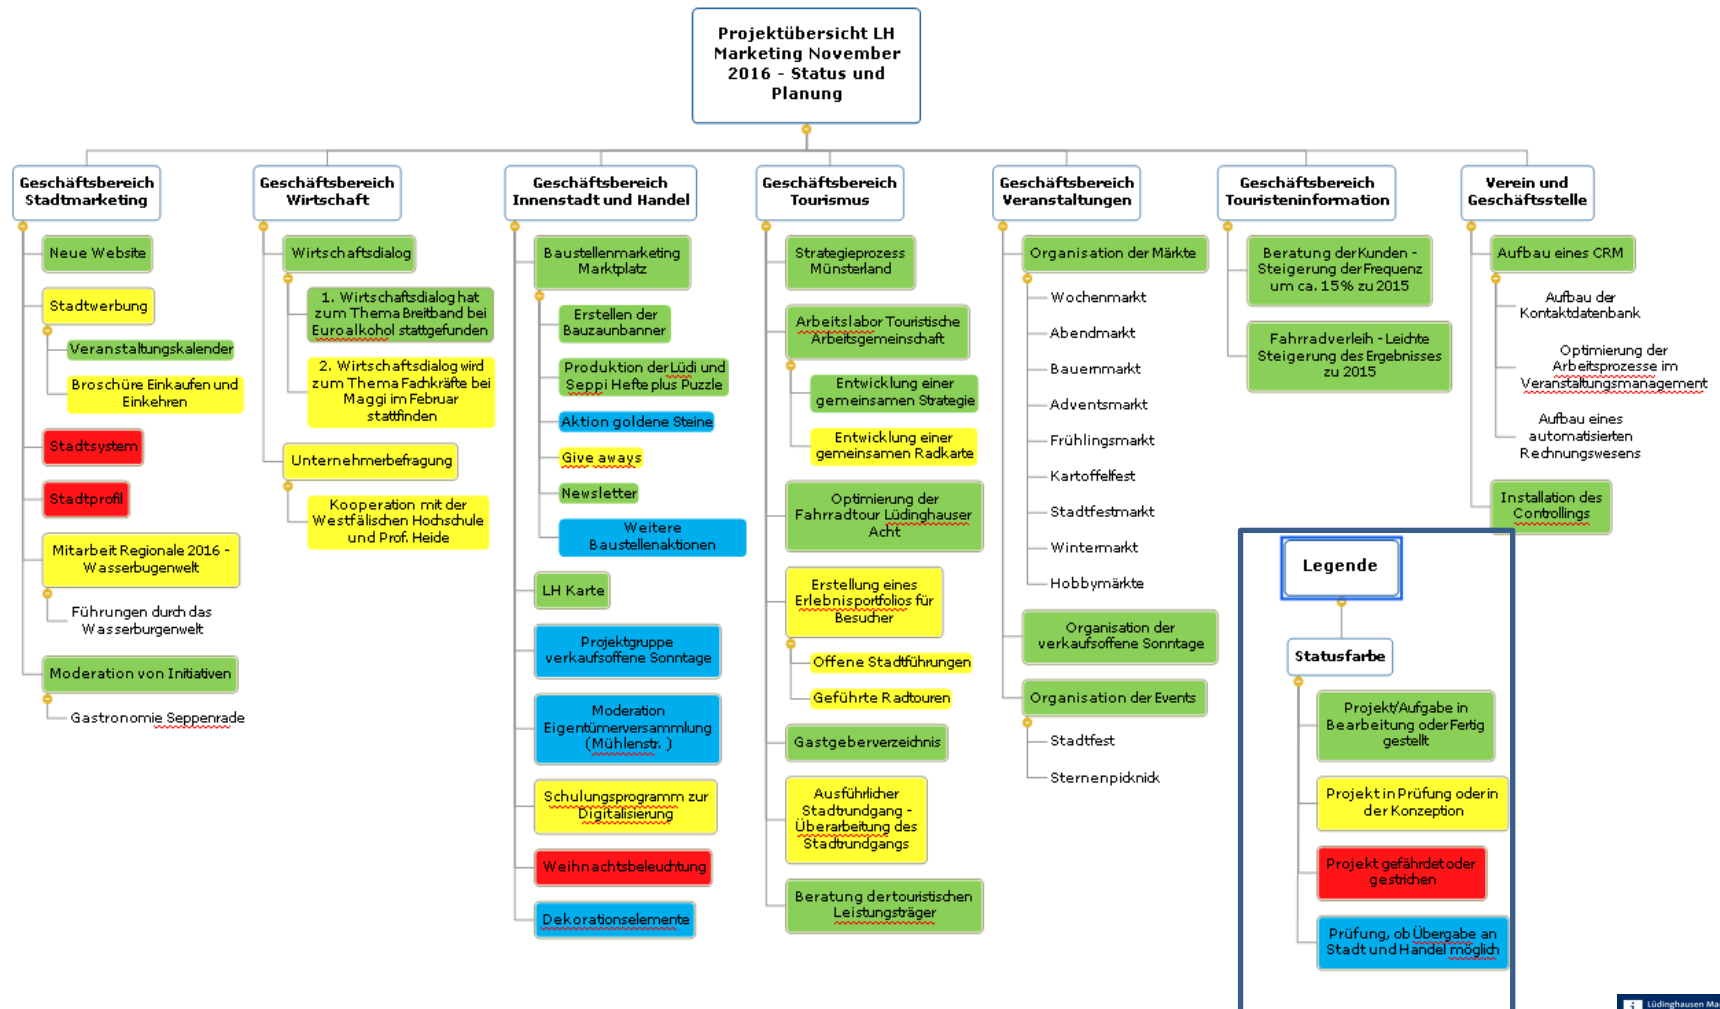 Projektübersicht LH
Marketing November
2016 - Status und
Planung
Geschäftsbereich
Stadtmarketing
Neue Website
Stadtwerbung
Veranstaltungskalender
Broschüre Einkaufen und
Einkehren
Stadtsystem
Stadtprofil
Mitarbeit Regionale 2016 -
Wasserbugenwelt
Führungen durch das
Wasserburgenwelt
Moderation von Initiativen
Gastronomie Seppenrade
Geschäftsbereich
Wirtschaft
Wirtschaftsdialog
1. Wirtschaftsdialog hat
zum Thema Breitband bei
Euroalkohol stattgefunden
2. Wirtschaftsdialog wird
zum Thema Fachkräfte bei
Maggi im Februar
stattfinden
Unternehmerbefragung
Kooperation mit der
Westfälischen Hochschule
und Prof. Heide
Geschäftsbereich
Innenstadt und Handel
Baustellenmarketing
Marktplatz
Erstellen der
Bauzaunbanner
Produktion der Lüdi und
Seppi Hefte plus Puzzle
Aktion goldene Steine
Give aways
Newsletter
Weitere
Baustellenaktionen
LH Karte
Projektgruppe
verkaufsoffene Sonntage
Moderation
Eigentümerversammlung
(Mühlenstr. )
Schulungsprogramm zur
Digitalisierung
Weihnachtsbeleuchtung
Dekorationselemente
Geschäftsbereich
Tourismus
Strategieprozess
Münsterland
Arbeitslabor Touristische
Arbeitsgemeinschaft
Entwicklung einer
gemeinsamen Strategie
Entwicklung einer
gemeinsamen Radkarte
Optimierung der
Fahrradtour Lüdinghauser
Acht
Erstellung eines
Erlebnisportfolios für
Besucher
Offene Stadtführungen
Geführte Radtouren
Gastgeberverzeichnis
Ausführlicher
Stadtrundgang -
Überarbeitung des
Stadtrundgangs
Beratung der touristischen
Leistungsträger
Geschäftsbereich
Veranstaltungen
Organisation der Märkte
Wochenmarkt
Abendmarkt
Bauernmarkt
Adventsmarkt
Frühlingsmarkt
Kartoffelfest
Stadtfestmarkt
Wintermarkt
Hobbymärkte
Organisation der
verkaufsoffene Sonntage
Organisation der Events
Stadtfest
Sternenpicknick
Geschäftsbereich
Touristeninformation
Beratung der Kunden -
Steigerung der Frequenz
um ca. 15% zu 2015
Fahrradverleih - Leichte
Steigerung des Ergebnisses
zu 2015
Verein und
Geschäftsstelle
Aufbau eines CRM
Aufbau der
Kontaktdatenbank
Optimierung der
Arbeitsprozesse im
Veranstaltungsmanagement
Aufbau eines
automatisierten
Rechnungswesens
Installation des
Controllings
Legende
Statusfarbe
Projekt/Aufgabe in
Bearbeitung oder Fertig
gestellt
Projekt in Prüfung oder in
der Konzeption
Projekt gefährdet oder
gestrichen
Prüfung, ob Übergabe an
Stadt und Handel möglich
Lüdinghausen